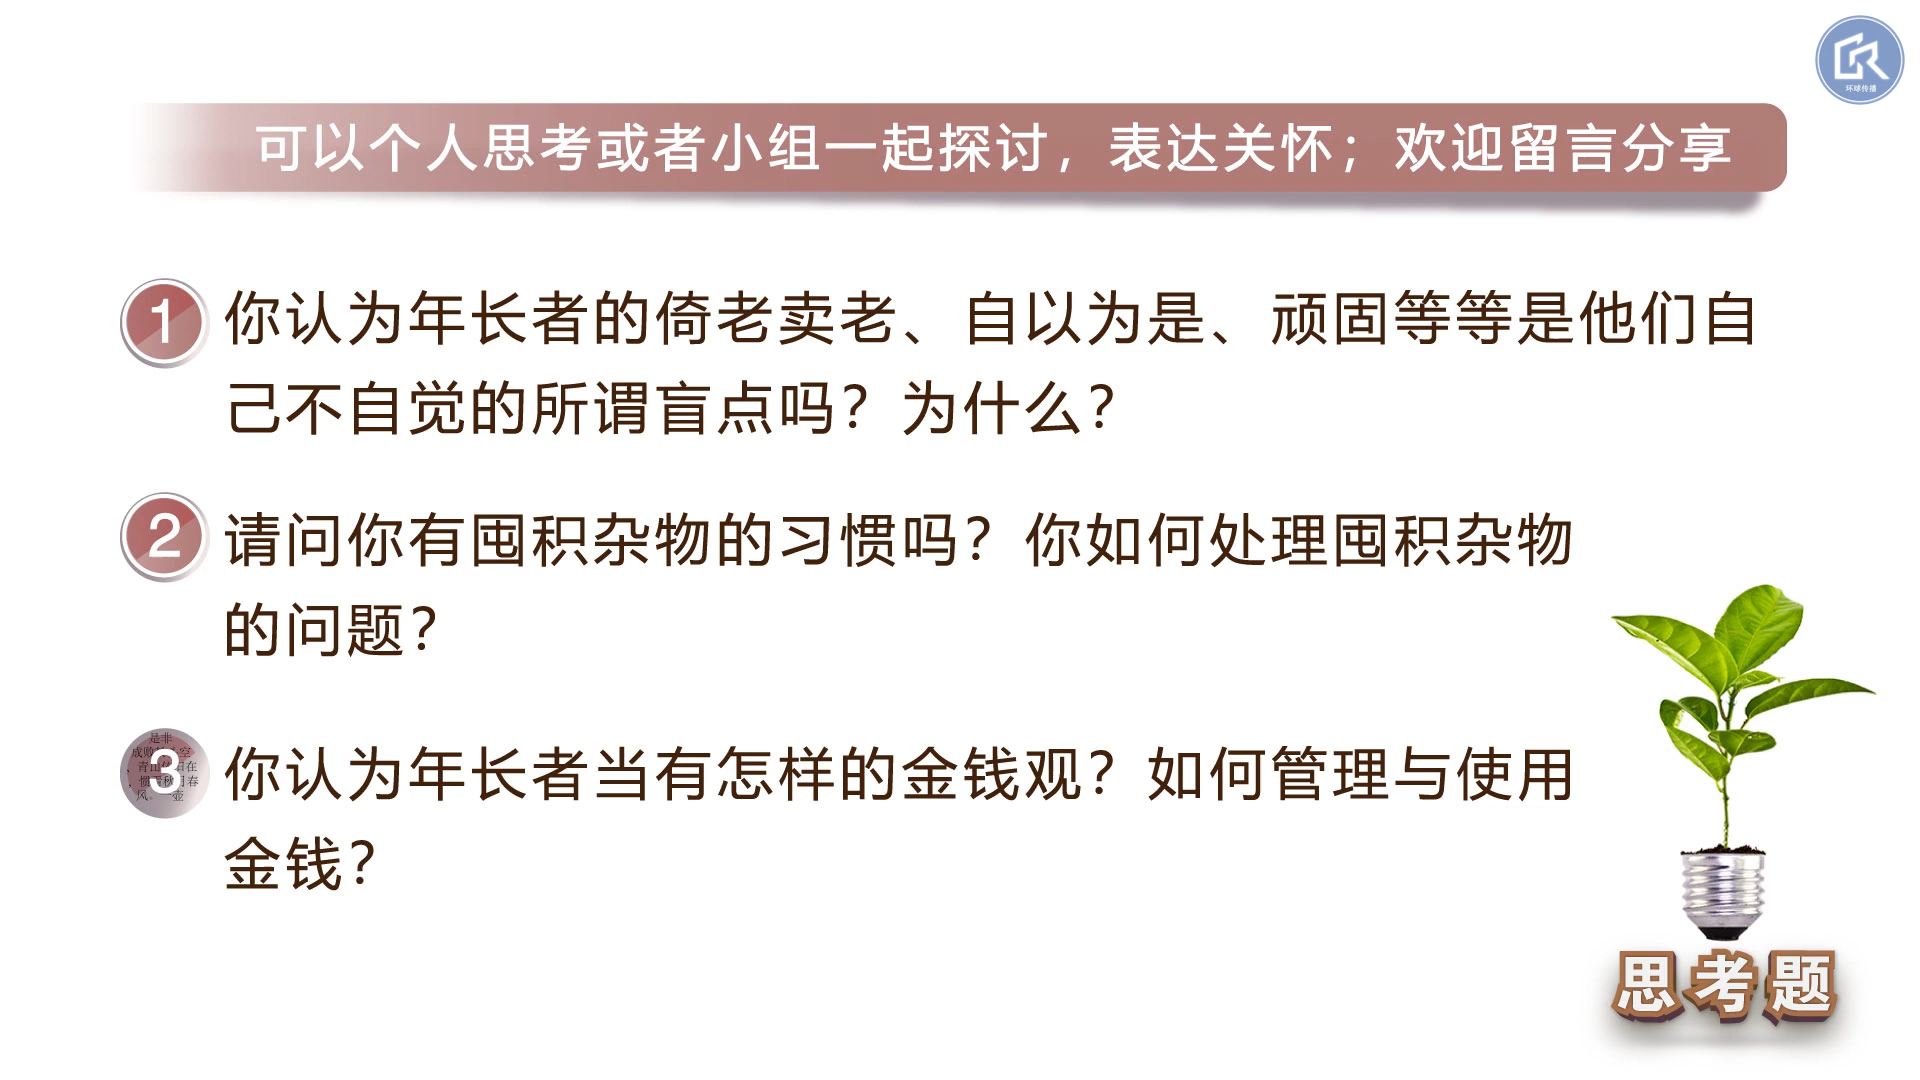 环球传播
可以个人思考或者小组一起探讨，表达关怀；欢迎留言分享
1 你认为年长者的倚老卖老、自以为是、顽固等等是他们自
己不自觉的所谓盲点吗？为什么？
2 请问你有囤积杂物的习惯吗？你如何处理囤积杂物
的问题？
3 你认为年长者当有怎样的金钱观？如何管理与使用
金钱？
思考题